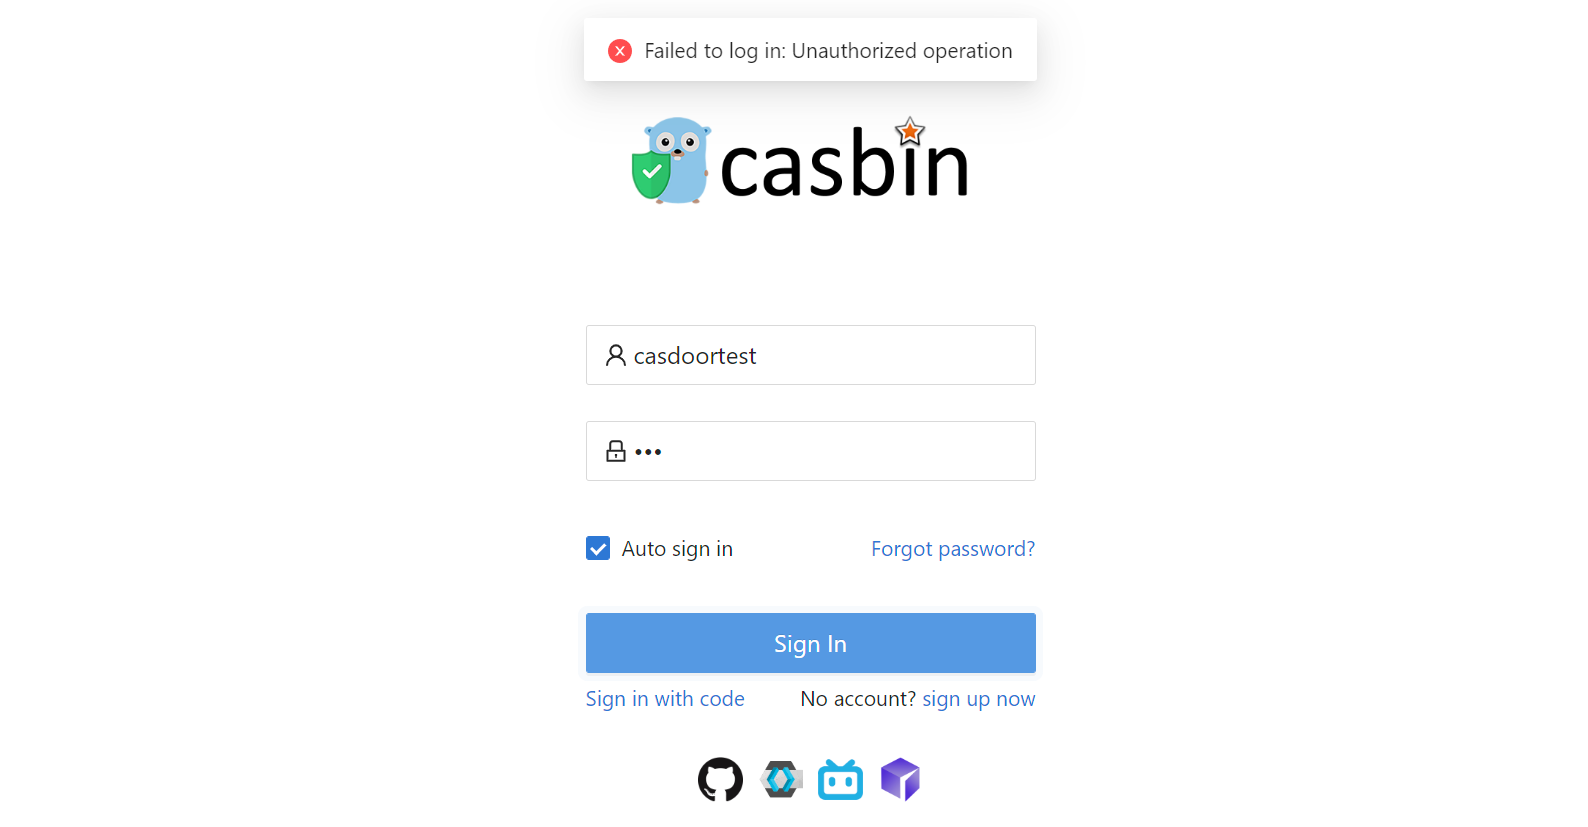 Failed to log in: Unauthorized operation
casbin
casdoortest
•••
Auto sign in
Forgot password?
Sign In
Sign in with code
No account? sign up now